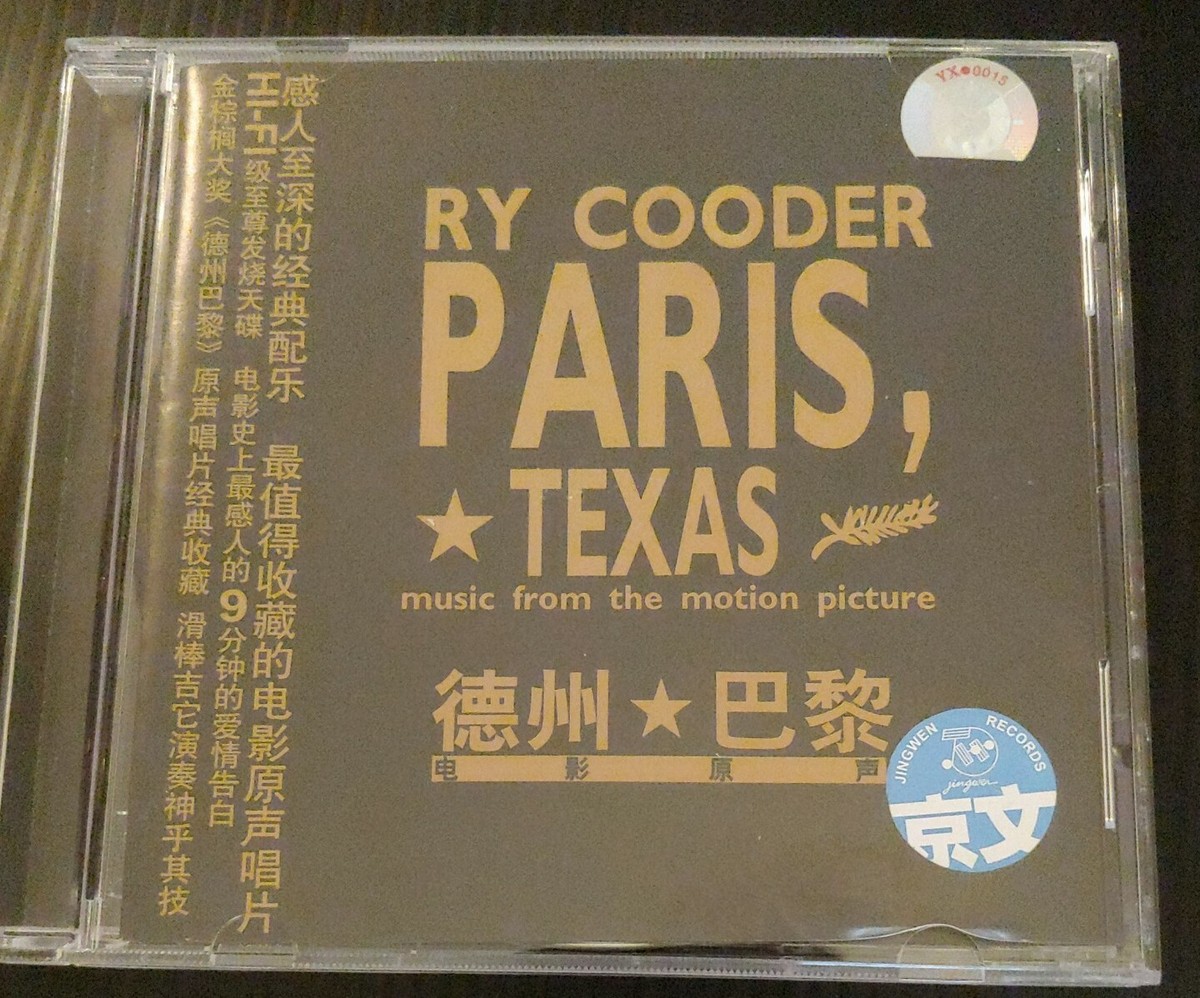 感人至深的经典配乐 最值得收藏的电影原声唱片
HI-FI级至尊发烧天碟 电影史上最感人的9分钟的爱情告白
金棕榈大奖《德州巴黎》原声唱片经典收藏 滑棒吉它演奏神乎其技
YX●0015
RY COODER
PARIS,
★TEXAS
music from the motion picture
德州★巴黎
电影原声
JINGWEN RECORDS
jingwen
京文